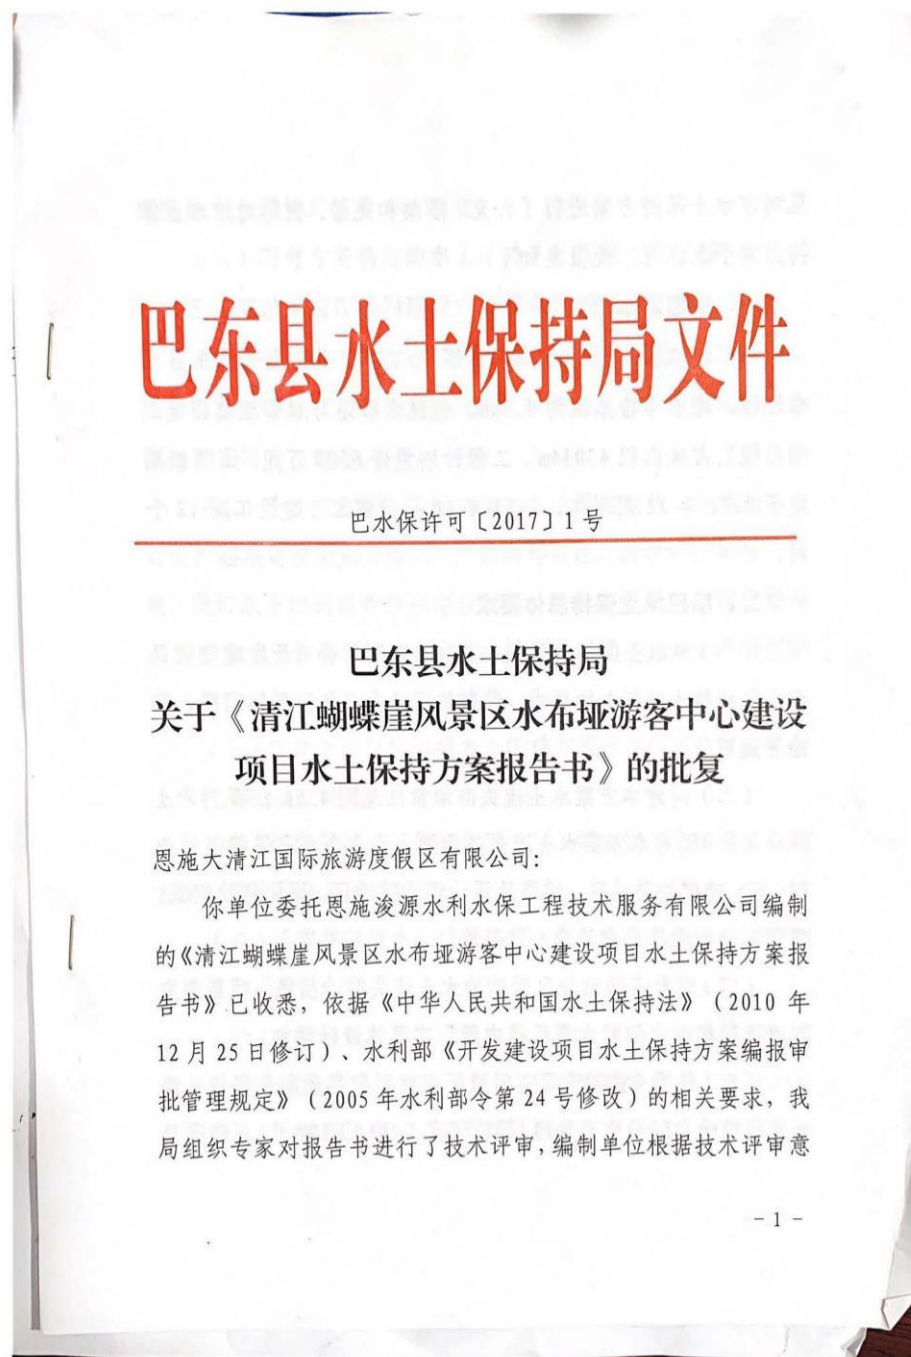 巴东县水土保持局文件
巴水保许可〔2017〕1号
巴东县水土保持局
关于《清江蝴蝶崖风景区水布垭游客中心建设
项目水土保持方案报告书》的批复
恩施大清江国际旅游度假区有限公司:
你单位委托恩施浚源水利水保工程技术服务有限公司编制
的《清江蝴蝶崖风景区水布垭游客中心建设项目水土保持方案报
告书》已收悉，依据《中华人民共和国水土保持法》（2010 年
12月25日修订）、水利部《开发建设项目水土保持方案编报审
批管理规定》（2005年水利部令第24号修改）的相关要求，我
局组织专家对报告书进行了技术评审，编制单位根据技术评审意
- 1 -